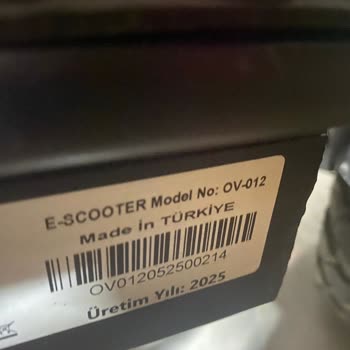 E-SCOOTER Model No: OV-012
Made in TÜRKİYE
OV012052500214
Üretim Yılı: 2025